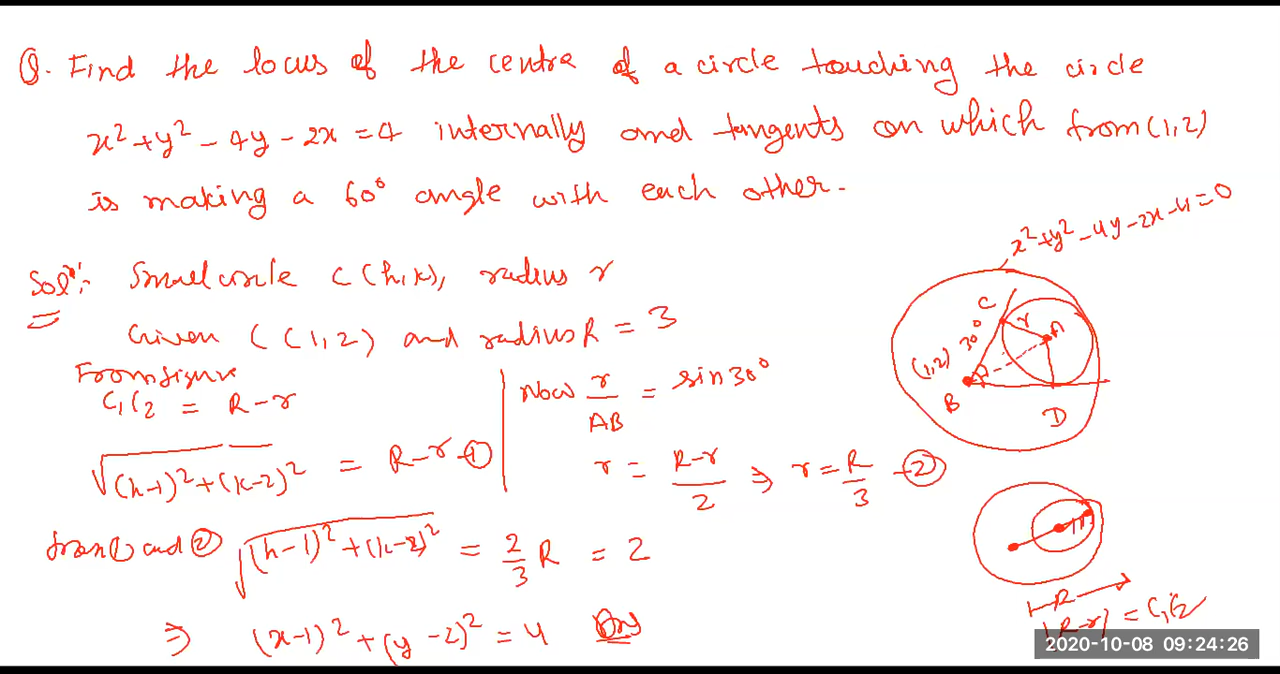 Q. Find the locus of the centre of a circle touching the circle
x² + y² - 4y - 2x = 4 internally and tangents on which from (1,2)
is making a 60° angle with each other.
x² + y² - 4y - 2x - 4 = 0
Solⁿ: Small circle C(h,k), radius r
Given C(1,2) and radius R = 3
From figure
C₁C₂ = R - r
√(h-1)² + (k-2)² = R - r - ①
Now r/AB = sin 30°
r = R-r/2 ⇒ r = R/3 - ②
from ① and ② √(h-1)² + (k-2)² = 2/3 R = 2
⇒ (x-1)² + (y-2)² = 4 Ans
C
r
A
30°
(1,2)
B
D
R
|R-r| = C₁C₂
2020-10-08 09:24:26